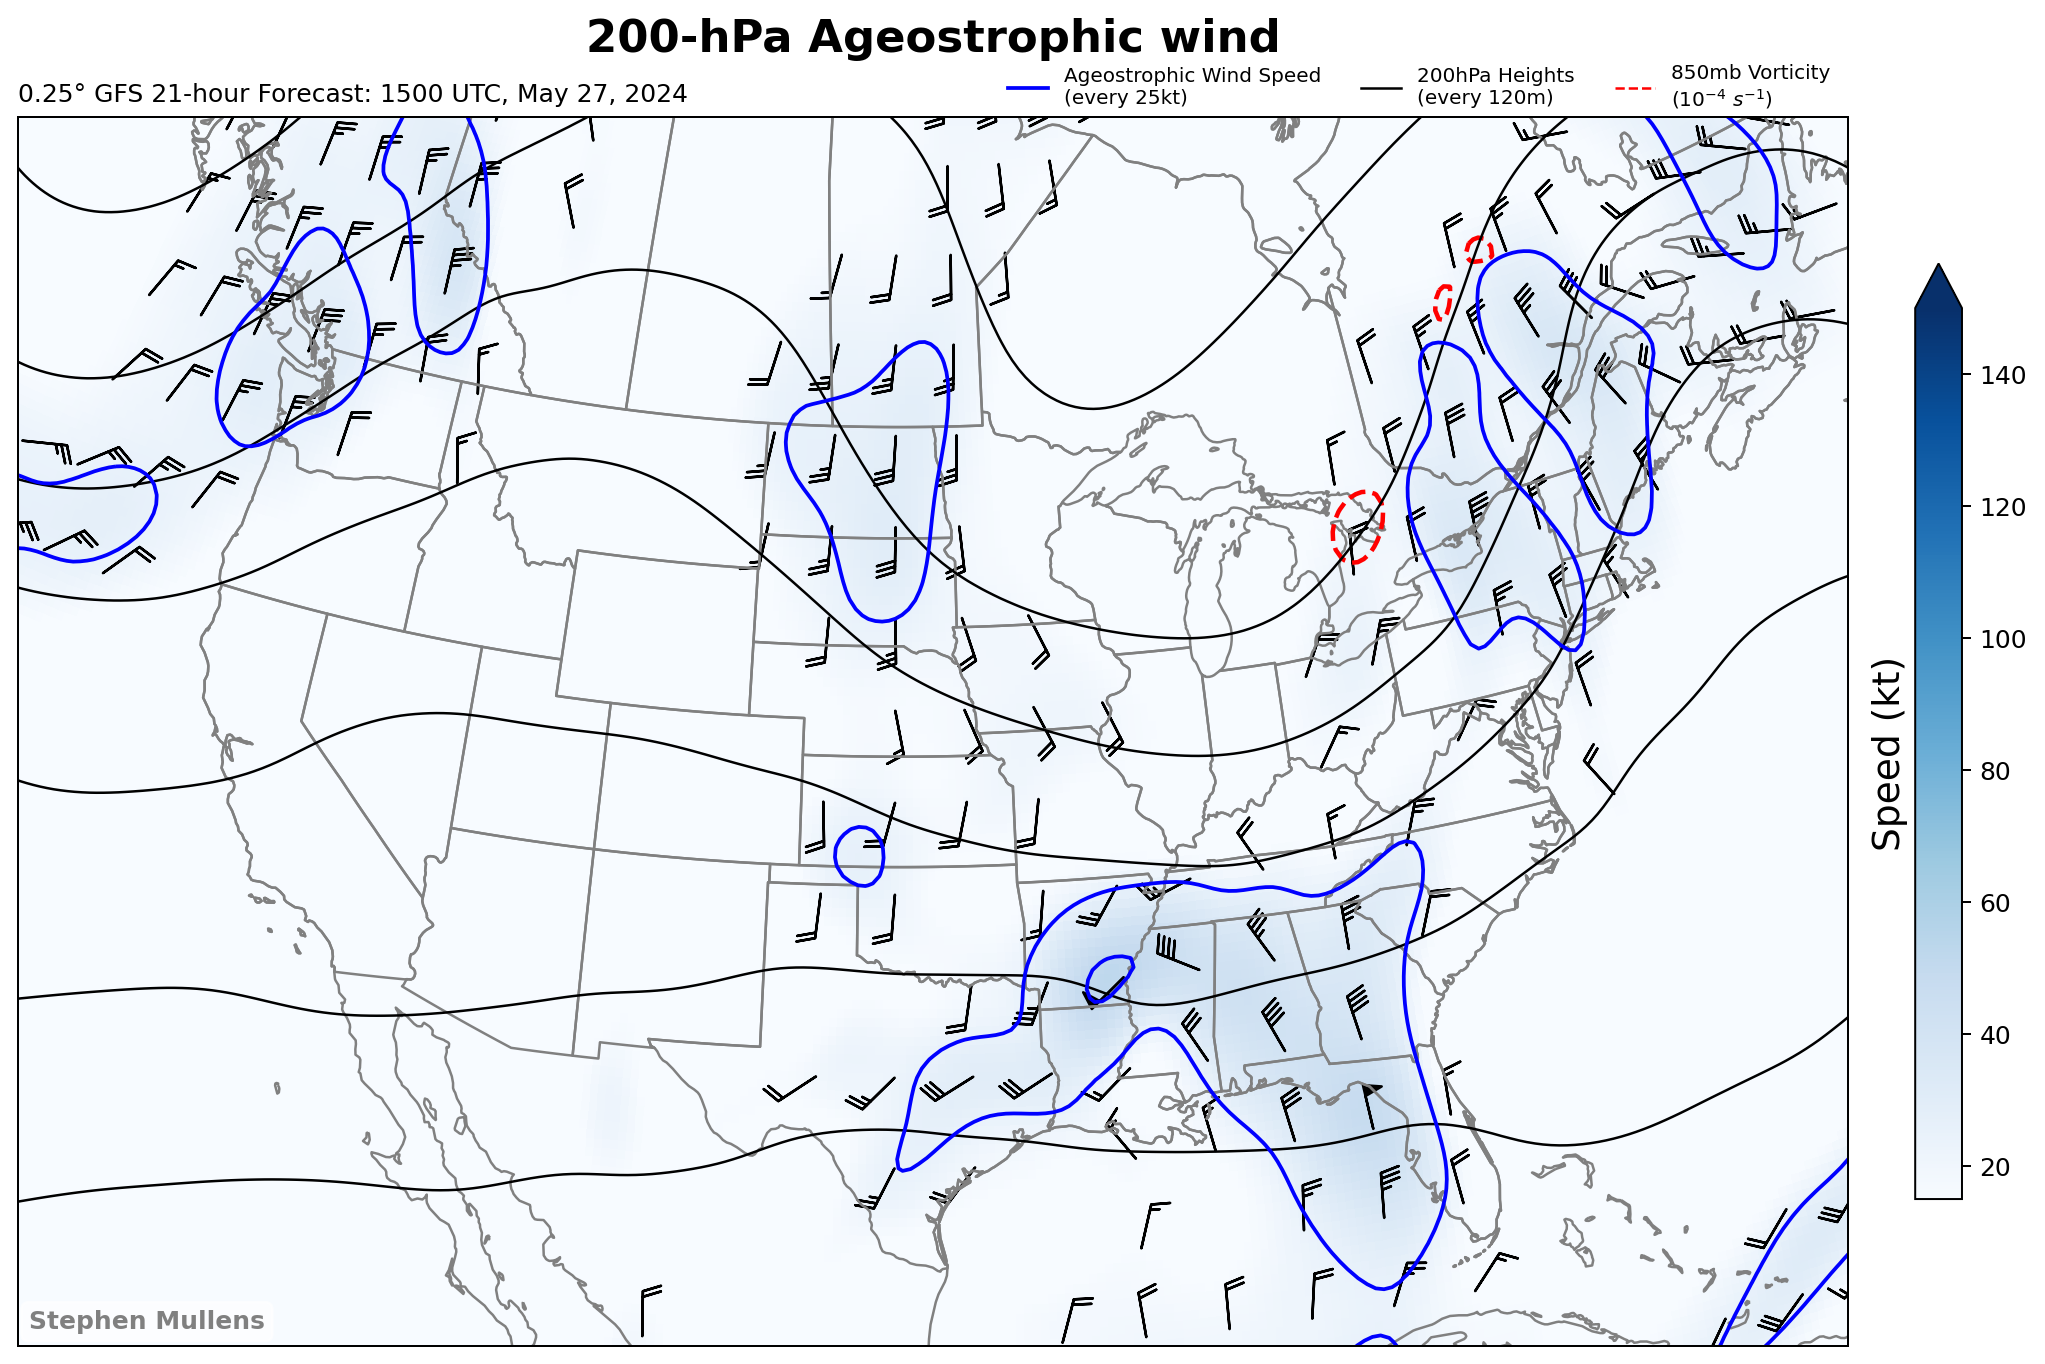 200-hPa Ageostrophic wind
0.25° GFS 21-hour Forecast: 1500 UTC, May 27, 2024
Ageostrophic Wind Speed
(every 25kt)
200hPa Heights
(every 120m)
850mb Vorticity
(10⁻⁴ s⁻¹)
140
120
100
80
60
40
20
Speed (kt)
Stephen Mullens